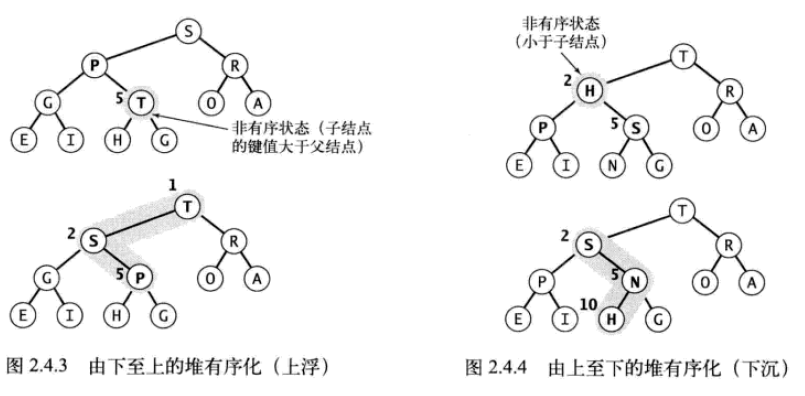 S
P
R
5 T
G
O
A
非有序状态(子结点
的键值大于父结点)
E
I
H
G
1
T
2
S
R
G
5 P
O
A
E
I
H
G
图 2.4.3 由下至上的堆有序化(上浮)
非有序状态
(小于子结点)
T
2
H
R
P
5 S
O
A
E
I
N
G
T
2
S
R
P
5 N
O
A
10
E
I
H
G
图 2.4.4 由上至下的堆有序化(下沉)